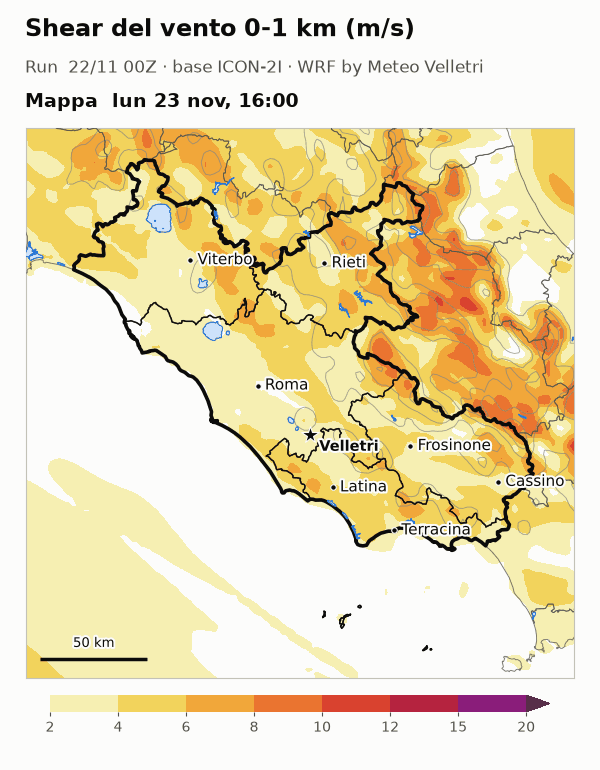 Shear del vento 0-1 km (m/s)
Run  22/11 00Z · base ICON-2I · WRF by Meteo Velletri
Mappa  lun 23 nov, 16:00
Viterbo
Rieti
Roma
Velletri
Frosinone
Latina
Cassino
Terracina
50 km
2 4 6 8 10 12 15 20